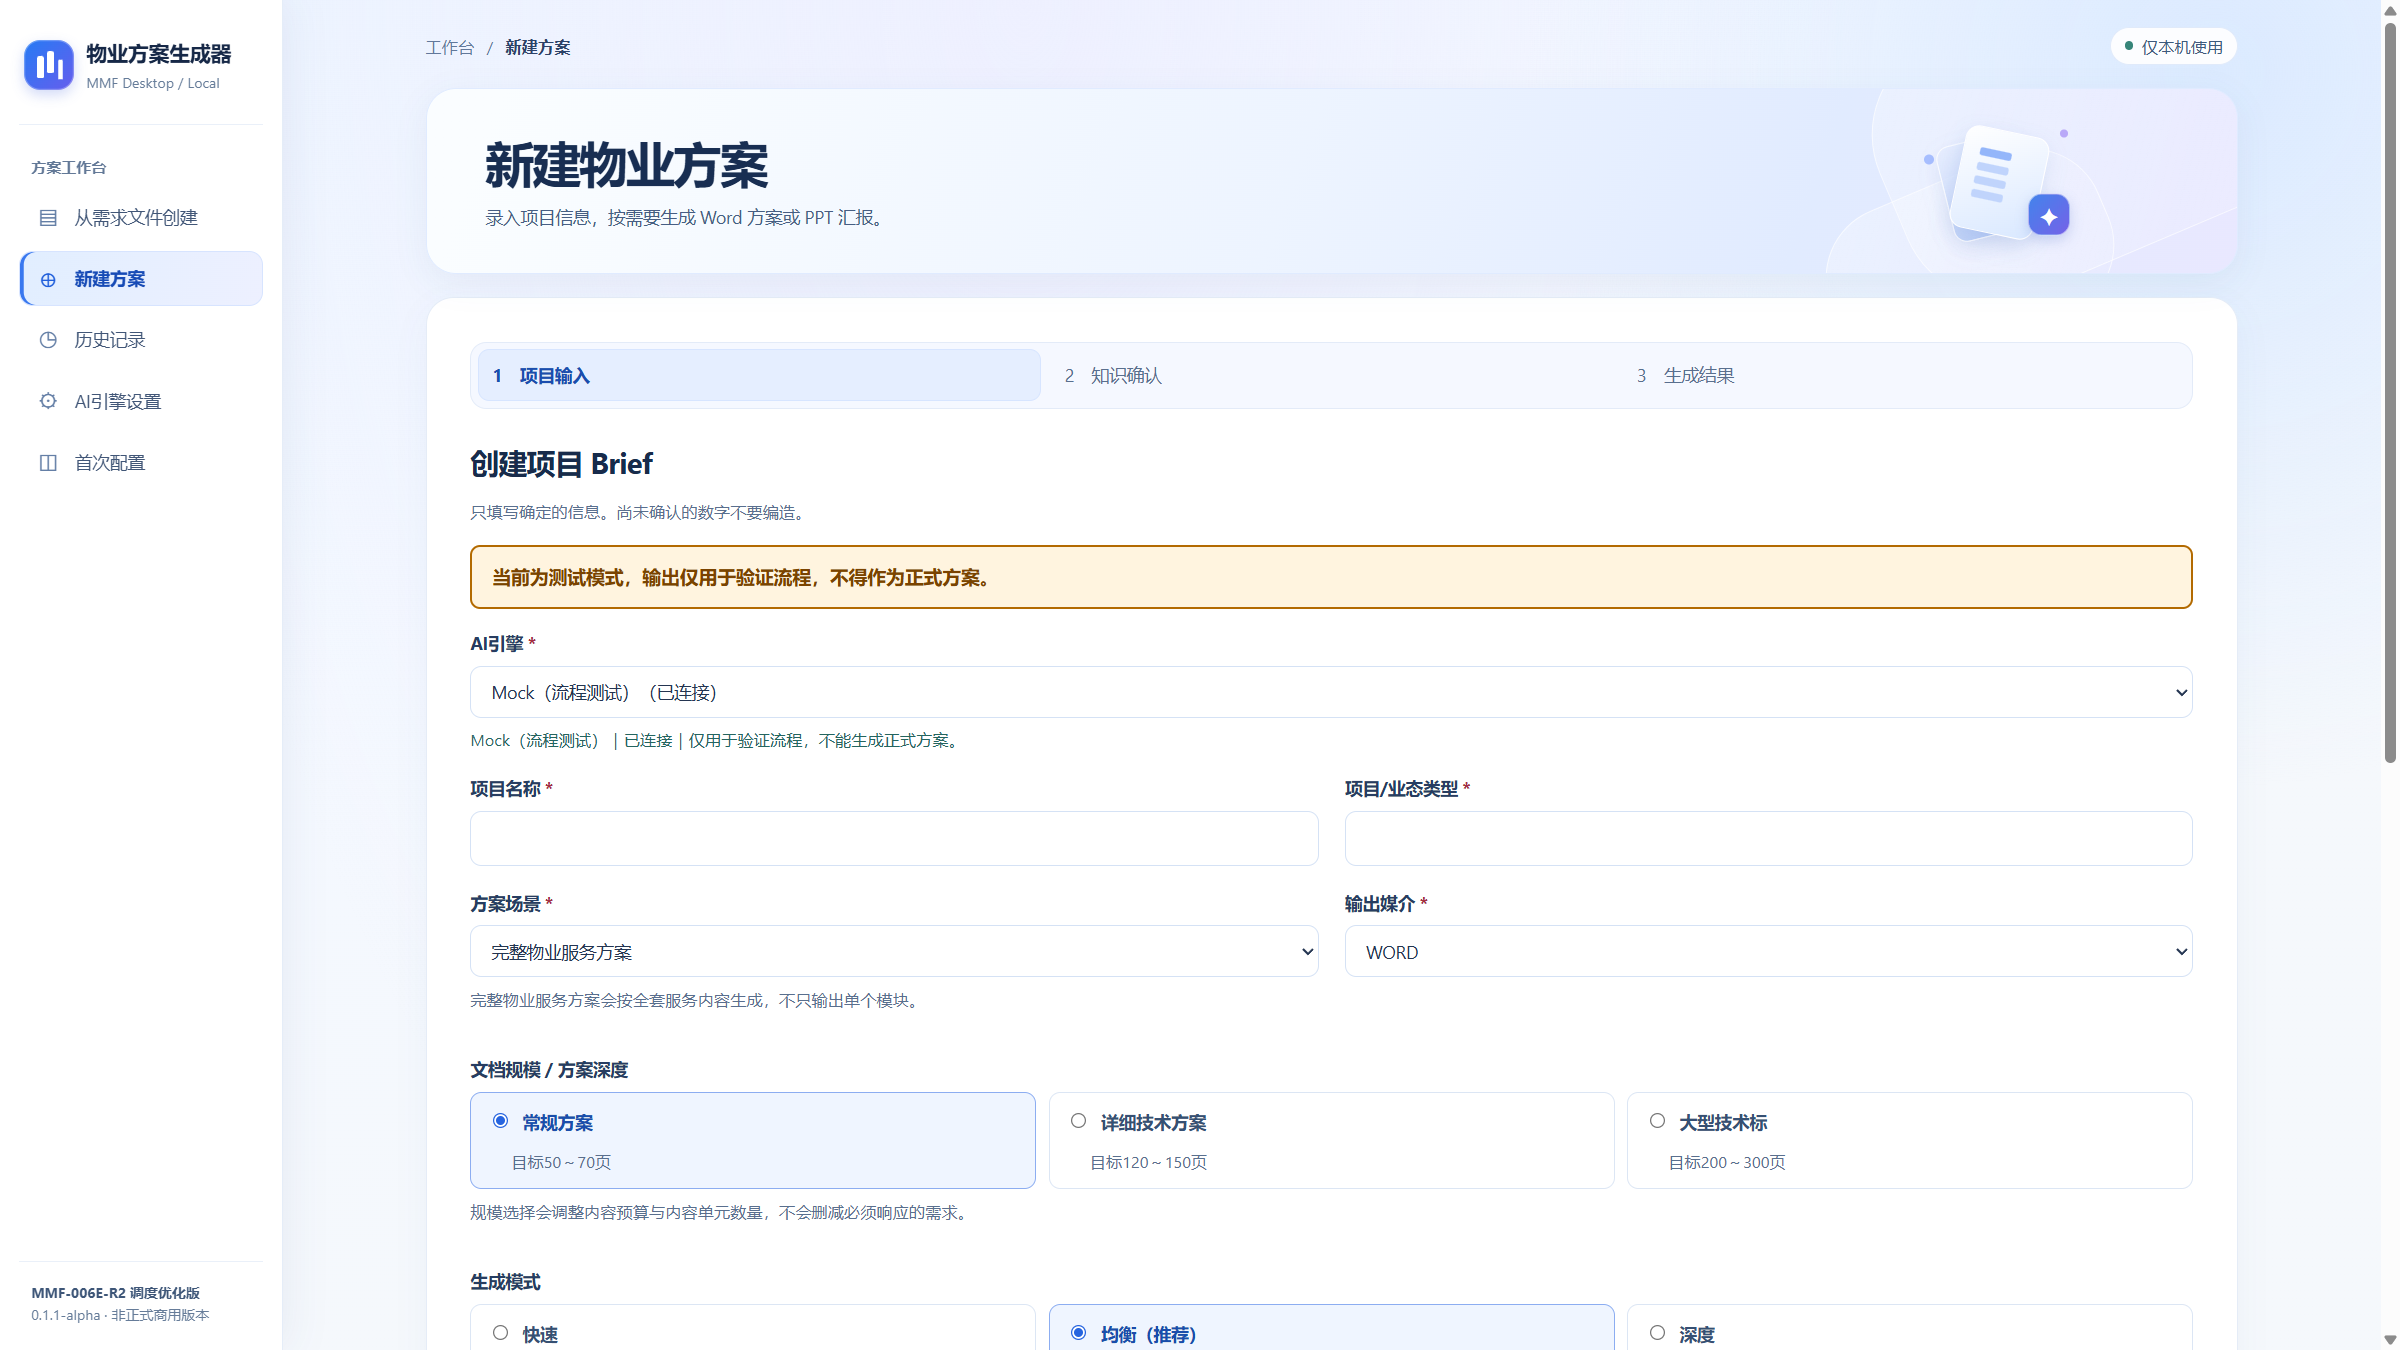 物业方案生成器
MMF Desktop / Local
方案工作台
从需求文件创建
新建方案
历史记录
AI引擎设置
首次配置
MMF-006E-R2 调度优化版
0.1.1-alpha · 非正式商用版本
工作台 / 新建方案
仅本机使用
新建物业方案
录入项目信息，按需要生成 Word 方案或 PPT 汇报。
1 项目输入
2 知识确认
3 生成结果
创建项目 Brief
只填写确定的信息。尚未确认的数字不要编造。
当前为测试模式，输出仅用于验证流程，不得作为正式方案。
AI引擎 *
Mock（流程测试）（已连接）
Mock（流程测试）｜已连接｜仅用于验证流程，不能生成正式方案。
项目名称 *
项目/业态类型 *
方案场景 *
输出媒介 *
完整物业服务方案
WORD
完整物业服务方案会按全套服务内容生成，不只输出单个模块。
文档规模 / 方案深度
常规方案
目标50～70页
详细技术方案
目标120～150页
大型技术标
目标200～300页
规模选择会调整内容预算与内容单元数量，不会删减必须响应的需求。
生成模式
快速
均衡（推荐）
深度